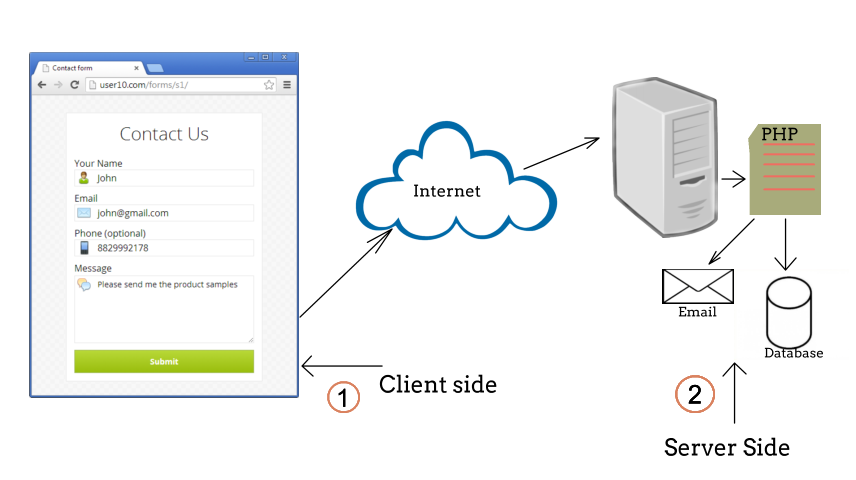 Contact form
user10.com/forms/s1/
Contact Us
Your Name
John
Email
john@gmail.com
Phone (optional)
8829992178
Message
Please send me the product samples
Submit
Internet
PHP
Email
Database
1
Client side
2
Server Side